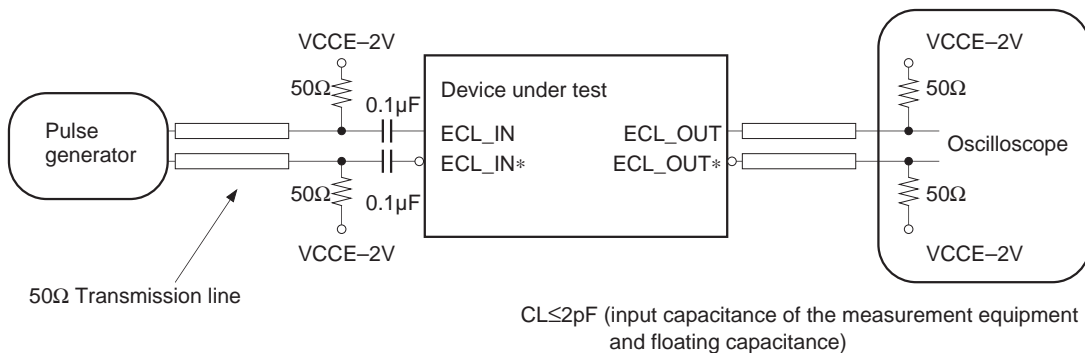 VCCE–2V
VCCE–2V
50Ω
Device under test
50Ω
0.1µF
Pulse
generator
ECL_IN
ECL_OUT
Oscilloscope
ECL_IN*
ECL_OUT*
50Ω
0.1µF
50Ω
VCCE–2V
VCCE–2V
50Ω Transmission line
CL≤2pF (input capacitance of the measurement equipment
and floating capacitance)